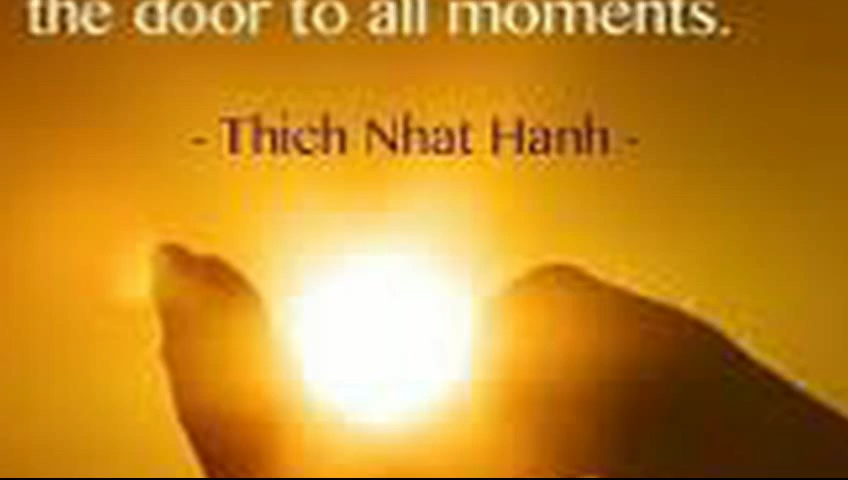 the door to all moments.
- Thich Nhat Hanh -